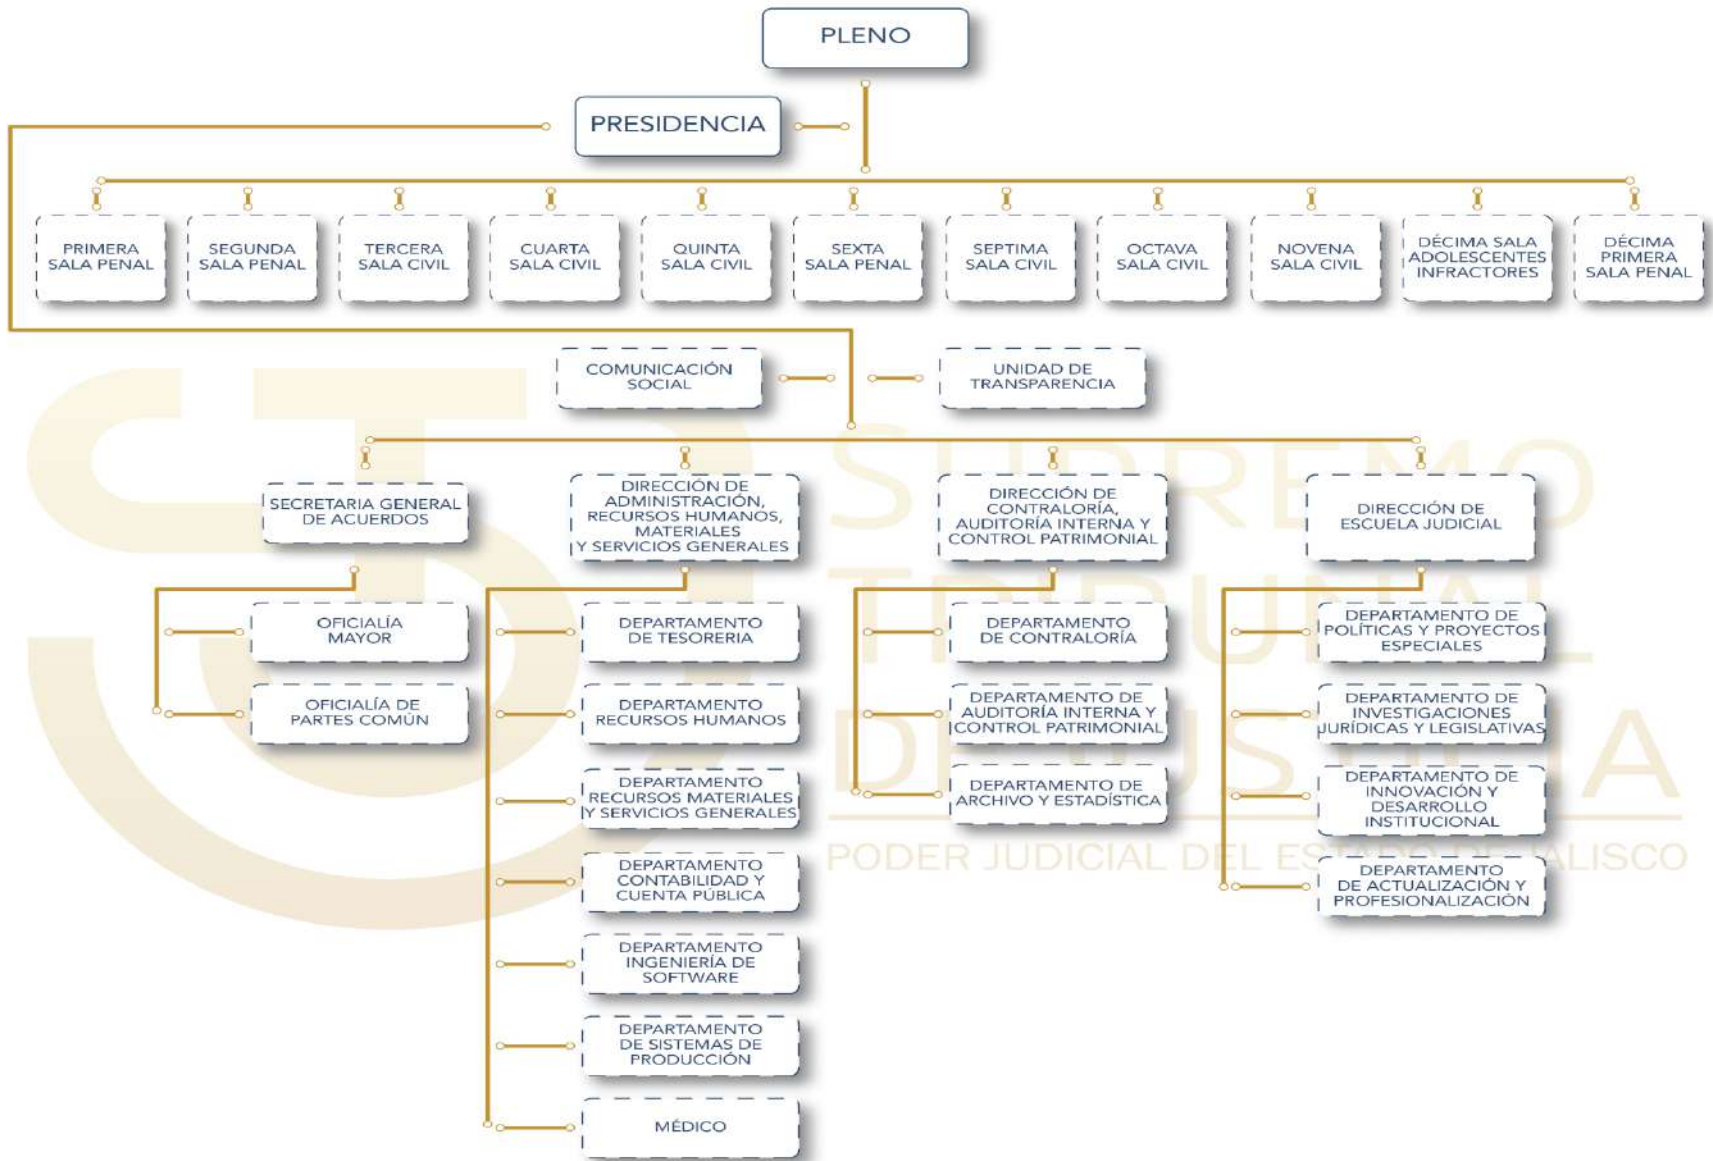 PLENO
PRESIDENCIA
PRIMERA
SALA PENAL
SEGUNDA
SALA PENAL
TERCERA
SALA CIVIL
CUARTA
SALA CIVIL
QUINTA
SALA CIVIL
SEXTA
SALA PENAL
SEPTIMA
SALA CIVIL
OCTAVA
SALA CIVIL
NOVENA
SALA CIVIL
DÉCIMA SALA
ADOLESCENTES
INFRACTORES
DÉCIMA
PRIMERA
SALA PENAL
COMUNICACIÓN
SOCIAL
UNIDAD DE
TRANSPARENCIA
SECRETARIA GENERAL
DE ACUERDOS
DIRECCIÓN DE
ADMINISTRACIÓN,
RECURSOS HUMANOS,
MATERIALES
Y SERVICIOS GENERALES
DIRECCIÓN DE
CONTRALORÍA,
AUDITORÍA INTERNA Y
CONTROL PATRIMONIAL
DIRECCIÓN DE
ESCUELA JUDICIAL
OFICIALÍA
MAYOR
OFICIALÍA DE
PARTES COMÚN
DEPARTAMENTO
DE TESORERIA
DEPARTAMENTO
RECURSOS HUMANOS
DEPARTAMENTO
RECURSOS MATERIALES
Y SERVICIOS GENERALES
DEPARTAMENTO
CONTABILIDAD Y
CUENTA PÚBLICA
DEPARTAMENTO
INGENIERÍA DE
SOFTWARE
DEPARTAMENTO
DE SISTEMAS DE
PRODUCCIÓN
MÉDICO
DEPARTAMENTO
DE CONTRALORÍA
DEPARTAMENTO DE
AUDITORÍA INTERNA Y
CONTROL PATRIMONIAL
DEPARTAMENTO DE
ARCHIVO Y ESTADÍSTICA
DEPARTAMENTO DE
POLÍTICAS Y PROYECTOS
ESPECIALES
DEPARTAMENTO DE
INVESTIGACIONES
JURÍDICAS Y LEGISLATIVAS
DEPARTAMENTO DE
INNOVACIÓN Y
DESARROLLO
INSTITUCIONAL
DEPARTAMENTO
DE ACTUALIZACIÓN Y
PROFESIONALIZACIÓN
STJ
SUPREMO
TRIBUNAL
DE JUSTICIA
PODER JUDICIAL DEL ESTADO DE JALISCO